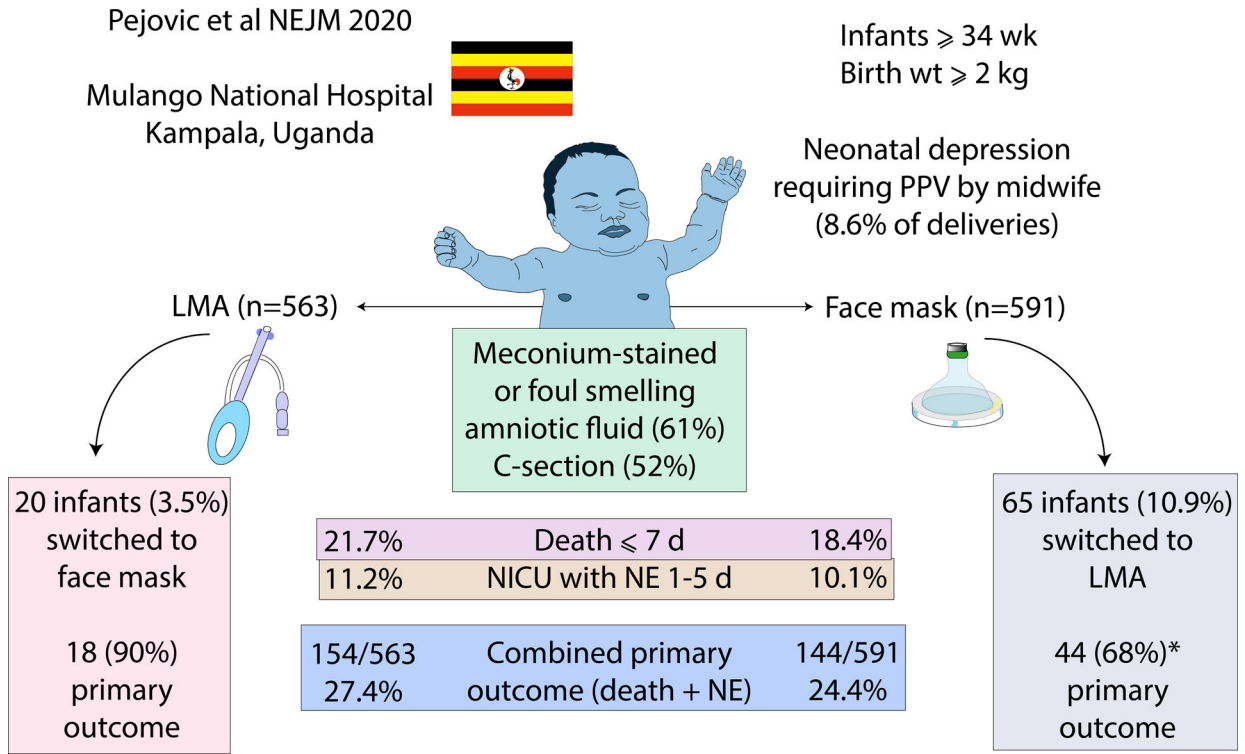 Pejovic et al NEJM 2020
Mulango National Hospital
Kampala, Uganda
Infants ⩾ 34 wk
Birth wt ⩾ 2 kg
Neonatal depression
requiring PPV by midwife
(8.6% of deliveries)
LMA (n=563)
Face mask (n=591)
Meconium-stained
or foul smelling
amniotic fluid (61%)
C-section (52%)
20 infants (3.5%)
switched to
face mask
18 (90%)
primary
outcome
21.7% Death ⩽ 7 d 18.4%
11.2% NICU with NE 1-5 d 10.1%
154/563 Combined primary 144/591
27.4% outcome (death + NE) 24.4%
65 infants (10.9%)
switched to
LMA
44 (68%)*
primary
outcome